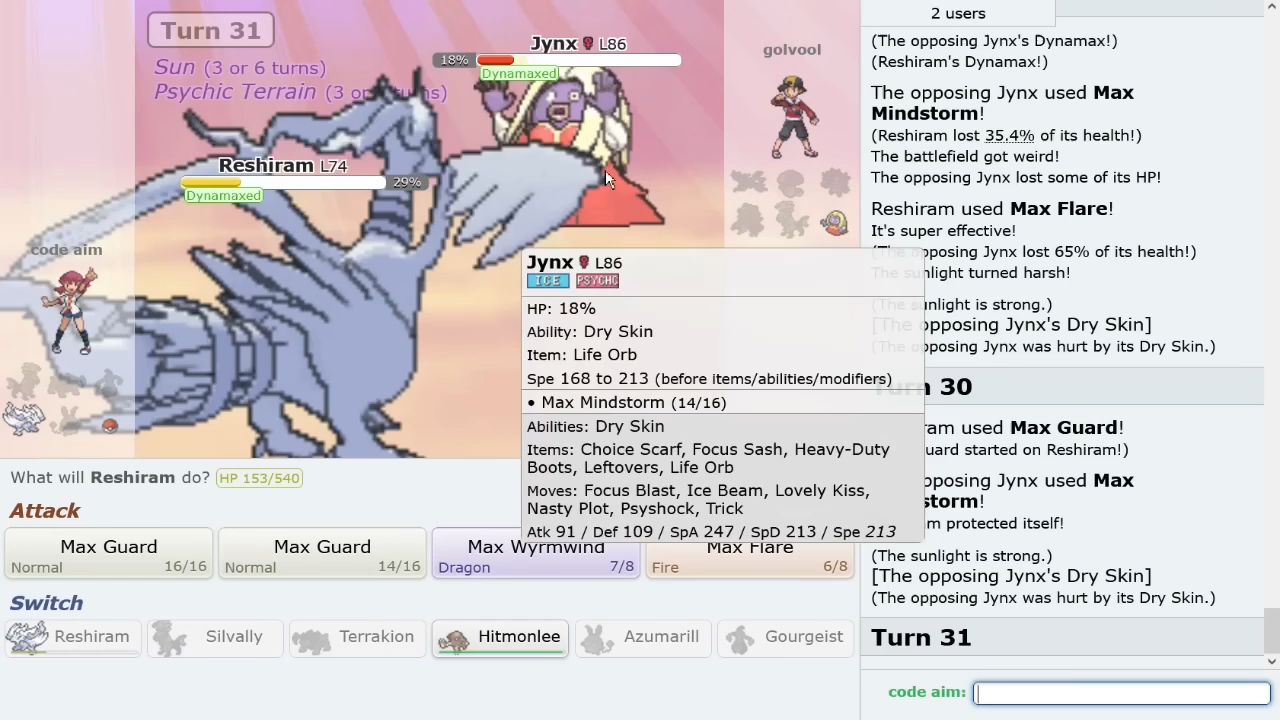 Turn 31
Sun (3 or 6 turns)
Psychic Terrain (3 or
ns)
Jynx L86
18%
Dynamaxed
Reshiram L74
29%
Dynamaxed
golvool
code aim
Jynx L86
ICE PSYCHC
HP: 18%
Ability: Dry Skin
Item: Life Orb
Spe 168 to 213 (before items/abilities/modifiers)
• Max Mindstorm (14/16)
Abilities: Dry Skin
Items: Choice Scarf, Focus Sash, Heavy-Duty
Boots, Leftovers, Life Orb
Moves: Focus Blast, Ice Beam, Lovely Kiss,
Nasty Plot, Psyshock, Trick
Atk 91 / Def 109 / SpA 247 / SpD 213 / Spe 213
What will Reshiram do? HP 153/540
Attack
Max Guard
Normal 16/16
Max Guard
Normal 14/16
Max Wyrmwind
Dragon 7/8
Max Flare
Fire 6/8
Switch
Reshiram
Silvally
Terrakion
Hitmonlee
Azumarill
Gourgeist
2 users
(The opposing Jynx's Dynamax!)
(Reshiram's Dynamax!)
The opposing Jynx used Max
Mindstorm!
(Reshiram lost 35.4% of its health!)
The battlefield got weird!
The opposing Jynx lost some of its HP!
Reshiram used Max Flare!
It's super effective!
(The opposing Jynx lost 65% of its health!)
The sunlight turned harsh!
(The sunlight is strong.)
[The opposing Jynx's Dry Skin]
(The opposing Jynx was hurt by its Dry Skin.)
Turn 30
ram used Max Guard!
uard started on Reshiram!)
pposing Jynx used Max
storm!
m protected itself!
(The sunlight is strong.)
[The opposing Jynx's Dry Skin]
(The opposing Jynx was hurt by its Dry Skin.)
Turn 31
code aim: